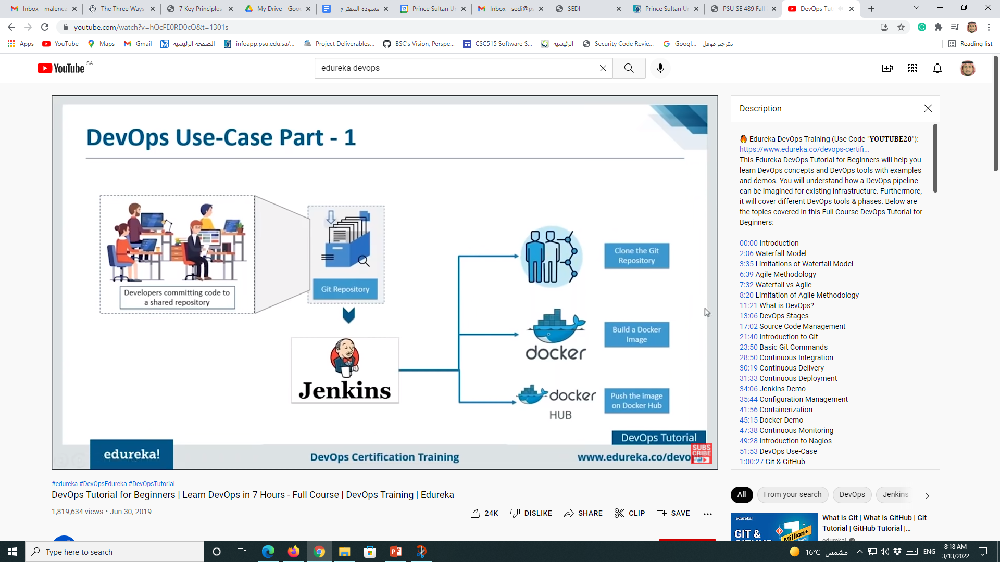 Inbox - malenez
The Three Ways
7 Key Principles
My Drive - Goog
مسودة المقترح -
Prince Sultan Un
Inbox - sedi@ps
SEDI
Prince Sultan Un
PSU SE 489 Fall
DevOps Tut
youtube.com/watch?v=hQcFE0RD0cQ&t=1301s
Apps
YouTube
Maps
Gmail
الصفحة الرئيسية
infoapp.psu.edu.sa/...
Project Deliverables...
BSC's Vision, Perspe...
CSC515 Software S...
الرئيسية
Security Code Revie...
Googl... - مترجم قوقل
Reading list
YouTube SA
edureka devops
DevOps Use-Case Part - 1
Developers committing code to
a shared repository
Git Repository
Jenkins
Clone the Git
Repository
docker
Build a Docker
Image
docker
HUB
Push the image
on Docker Hub
DevOps Tutorial
SUBS
CRIBE
edureka!
DevOps Certification Training
www.edureka.co/devo
Description
Edureka DevOps Training (Use Code "YOUTUBE20"):
https://www.edureka.co/devops-certifi...
This Edureka DevOps Tutorial for Beginners will help you
learn DevOps concepts and DevOps tools with examples
and demos. You will understand how a DevOps pipeline
can be imagined for existing infrastructure. Furthermore,
it will cover different DevOps tools & phases. Below are
the topics covered in this Full Course DevOps Tutorial for
Beginners:
00:00 Introduction
2:06 Waterfall Model
3:35 Limitations of Waterfall Model
6:39 Agile Methodology
7:32 Waterfall vs Agile
8:20 Limitation of Agile Methodology
11:21 What is DevOps?
13:06 DevOps Stages
17:02 Source Code Management
21:40 Introduction to Git
23:50 Basic Git Commands
28:50 Continuous Integration
30:19 Continuous Delivery
31:33 Continuous Deployment
34:06 Jenkins Demo
35:44 Configuration Management
41:56 Containerization
45:15 Docker Demo
47:38 Continuous Monitoring
49:28 Introduction to Nagios
51:53 DevOps Use-Case
1:00:27 Git & GitHub
#edureka #DevOpsEdureka #DevOpsTutorial
DevOps Tutorial for Beginners | Learn DevOps in 7 Hours - Full Course | DevOps Training | Edureka
1,819,634 views • Jun 30, 2019
24K
DISLIKE
SHARE
CLIP
SAVE
All
From your search
DevOps
Jenkins
edureka!
GIT &
Million+
What is Git | What is GitHub | Git
Tutorial | GitHub Tutorial |...
edureka!
Type here to search
16°C مشمس
ENG
8:18 AM
3/13/2022